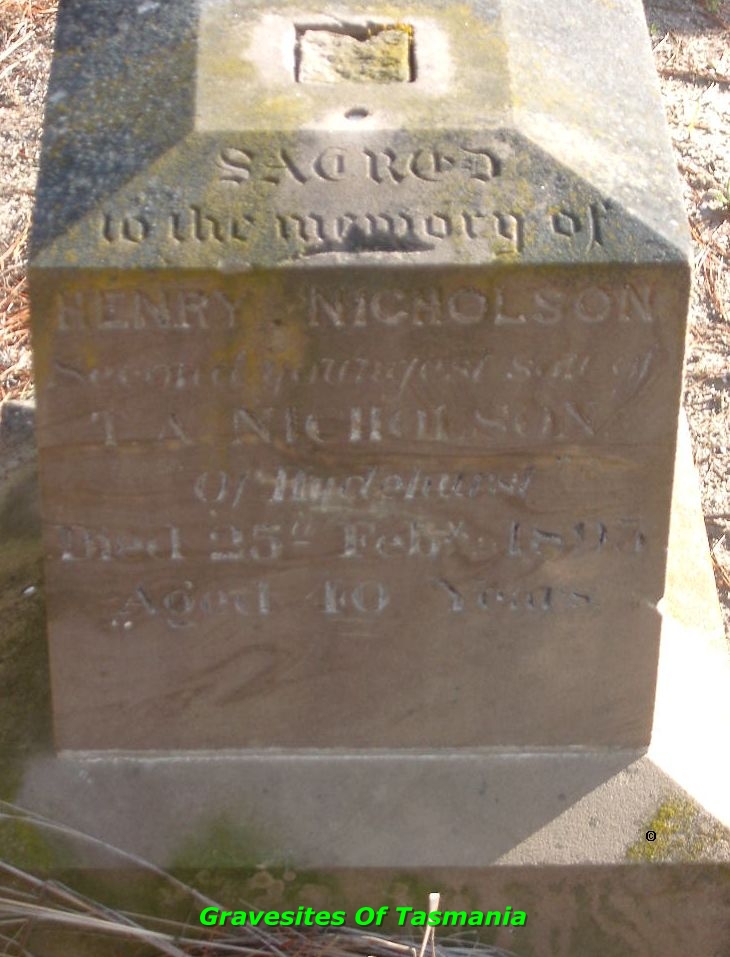 SACRED
to the memory of
HENRY NICHOLSON
Second youngest son of
T. A. NICHOLSON
Of Hydehurst
Died 25th Feby 1895
Aged 40 Years
©
Gravesites Of Tasmania